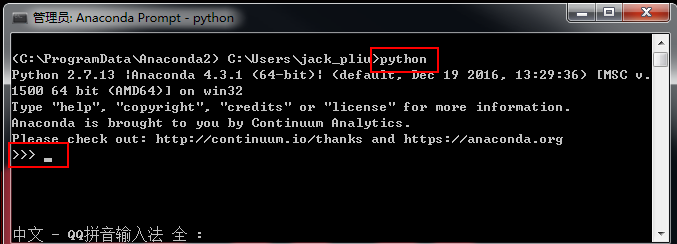 管理员: Anaconda Prompt - python
(C:\ProgramData\Anaconda2) C:\Users\jack_pliu>python
Python 2.7.13 |Anaconda 4.3.1 (64-bit)| (default, Dec 19 2016, 13:29:36) [MSC v.
1500 64 bit (AMD64)] on win32
Type "help", "copyright", "credits" or "license" for more information.
Anaconda is brought to you by Continuum Analytics.
Please check out: http://continuum.io/thanks and https://anaconda.org
>>> _
中文 - QQ拼音输入法 全 :